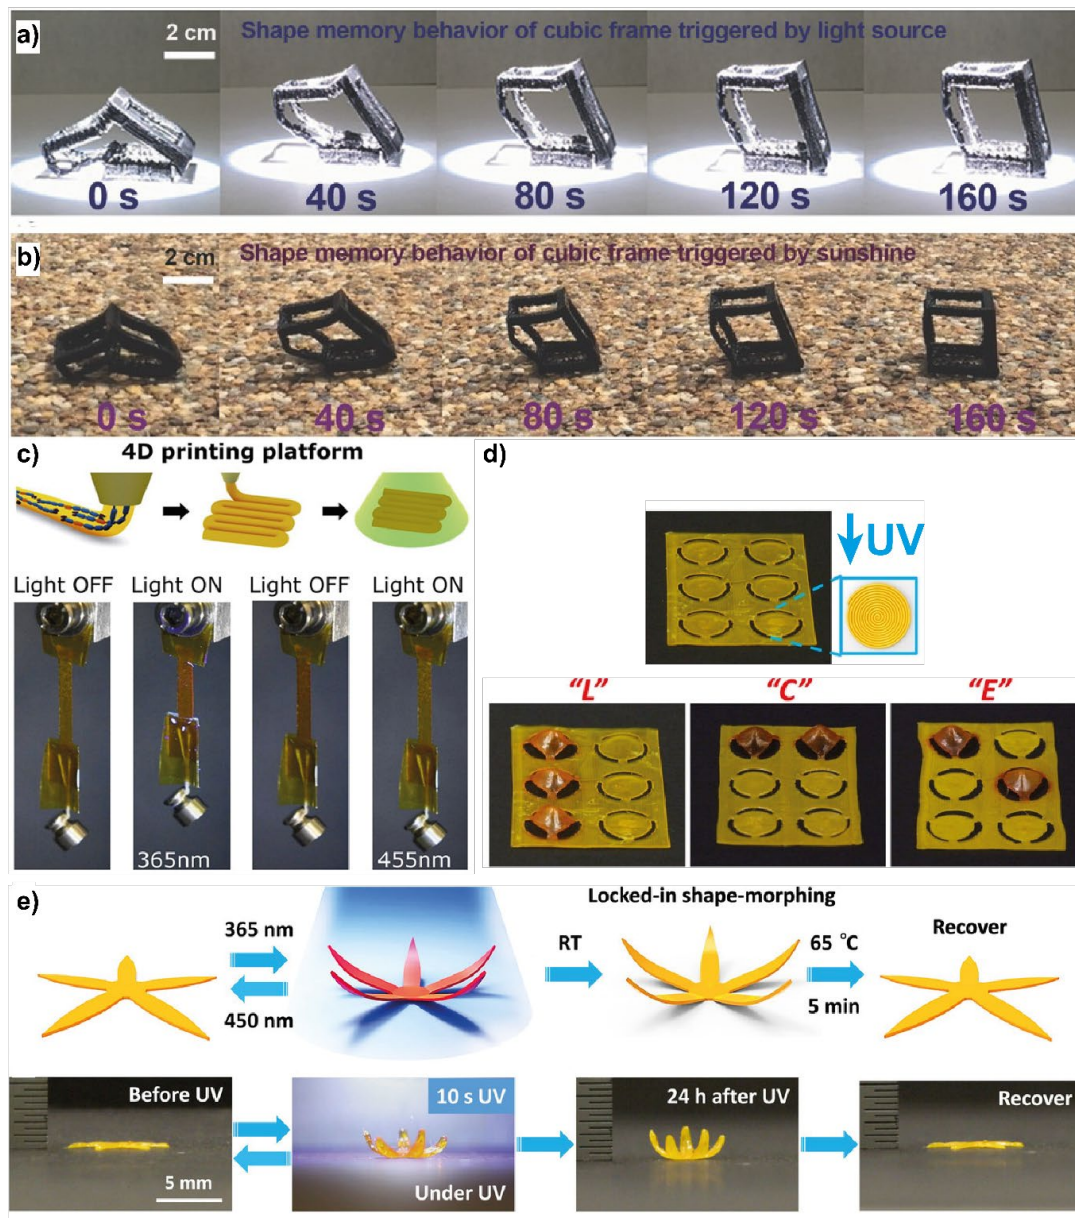 a)
2 cm
Shape memory behavior of cubic frame triggered by light source
0 s
40 s
80 s
120 s
160 s
b)
2 cm
Shape memory behavior of cubic frame triggered by sunshine
0 s
40 s
80 s
120 s
160 s
c)
4D printing platform
Light OFF
Light ON
Light OFF
Light ON
365nm
455nm
d)
UV
“L”
“C”
“E”
e)
365 nm
450 nm
RT
Locked-in shape-morphing
65 °C
5 min
Recover
Before UV
5 mm
10 s UV
Under UV
24 h after UV
Recover